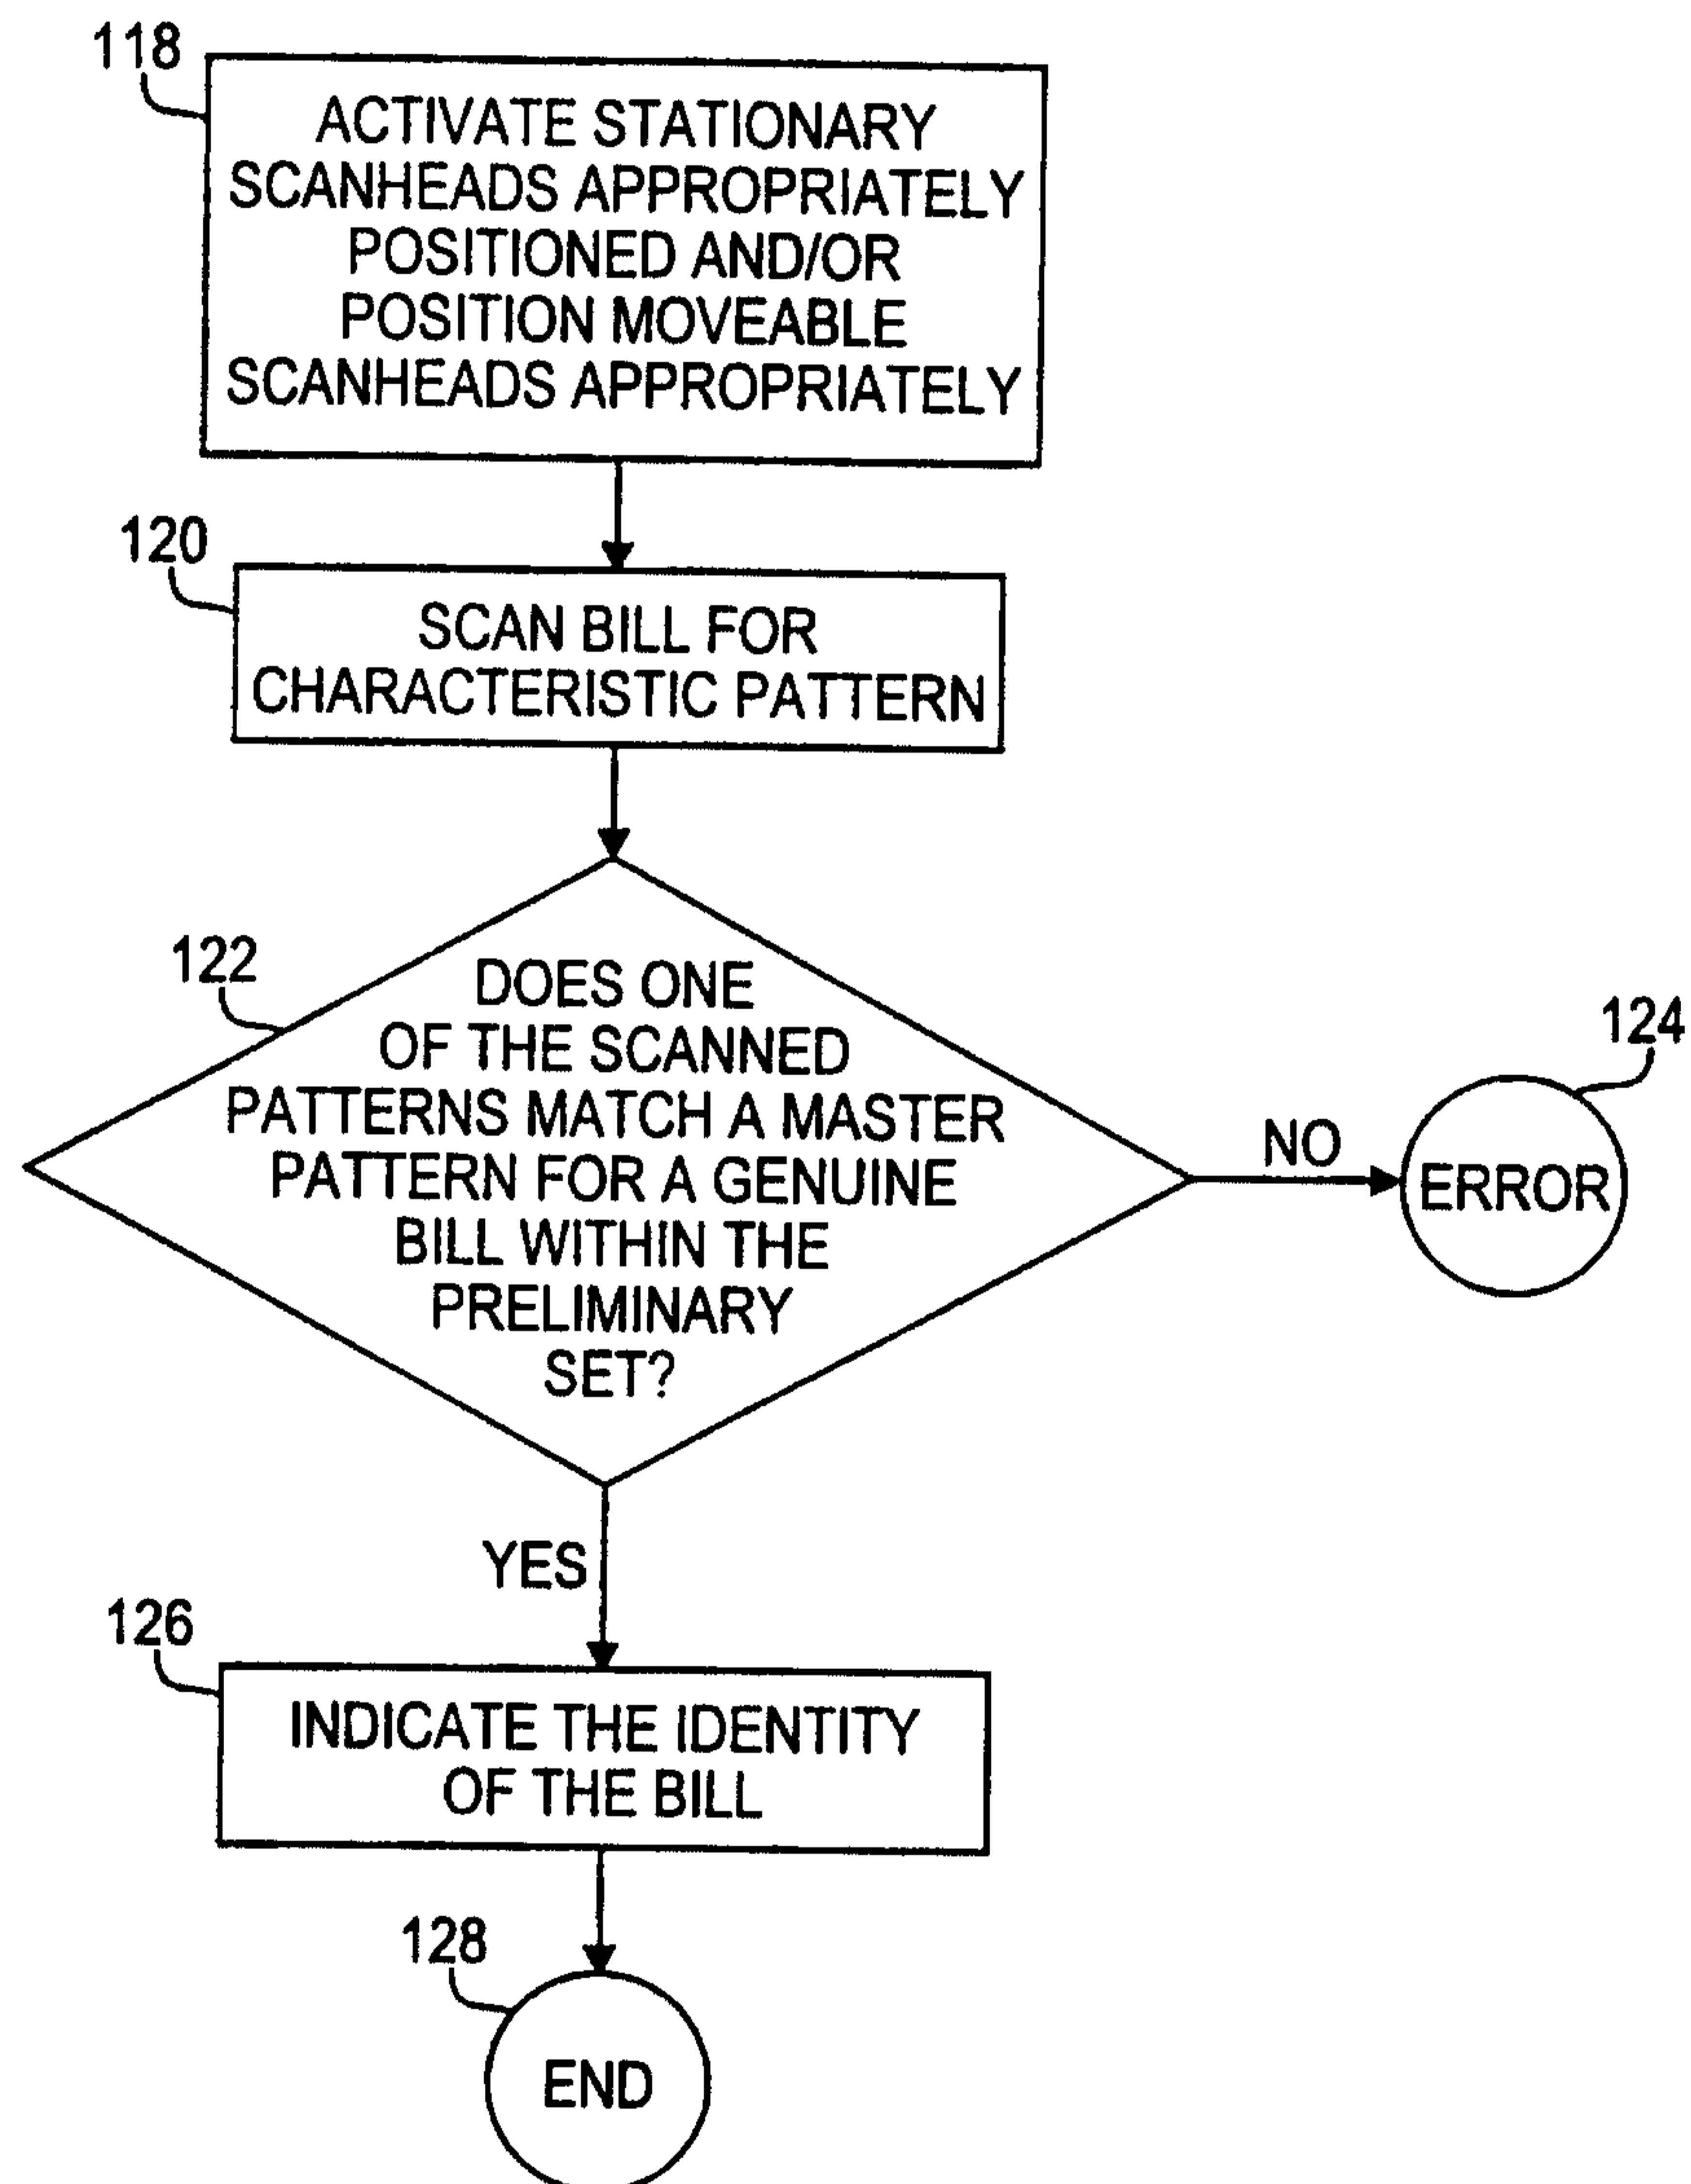 118
ACTIVATE STATIONARY
SCANHEADS APPROPRIATELY
POSITIONED AND/OR
POSITION MOVEABLE
SCANHEADS APPROPRIATELY
120
SCAN BILL FOR
CHARACTERISTIC PATTERN
122
DOES ONE
OF THE SCANNED
PATTERNS MATCH A MASTER
PATTERN FOR A GENUINE
BILL WITHIN THE
PRELIMINARY
SET?
NO
124
ERROR
YES
126
INDICATE THE IDENTITY
OF THE BILL
128
END